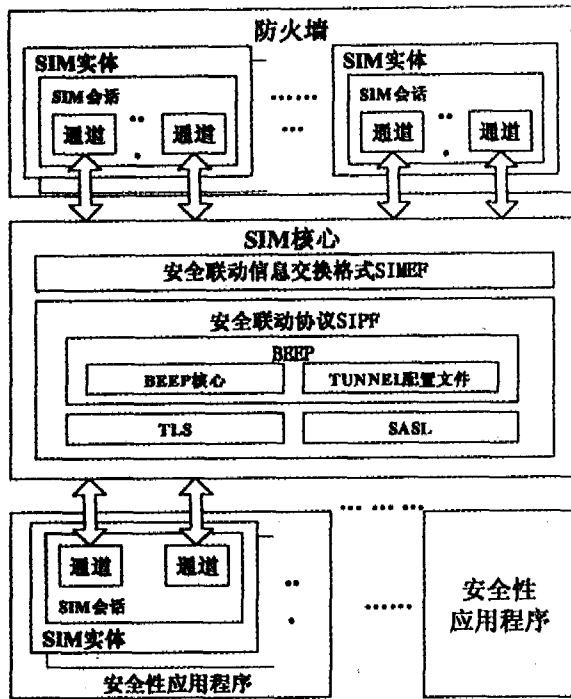 防火墙
SIM实体
SIM会话
通道
通道
SIM实体
SIM会话
通道
通道
SIM核心
安全联动信息交换格式SIMEF
安全联动协议SIPF
BEEP
BEEP核心
TUNNEL配置文件
TLS
SASL
通道
通道
SIM会话
SIM实体
安全性应用程序
安全性
应用程序